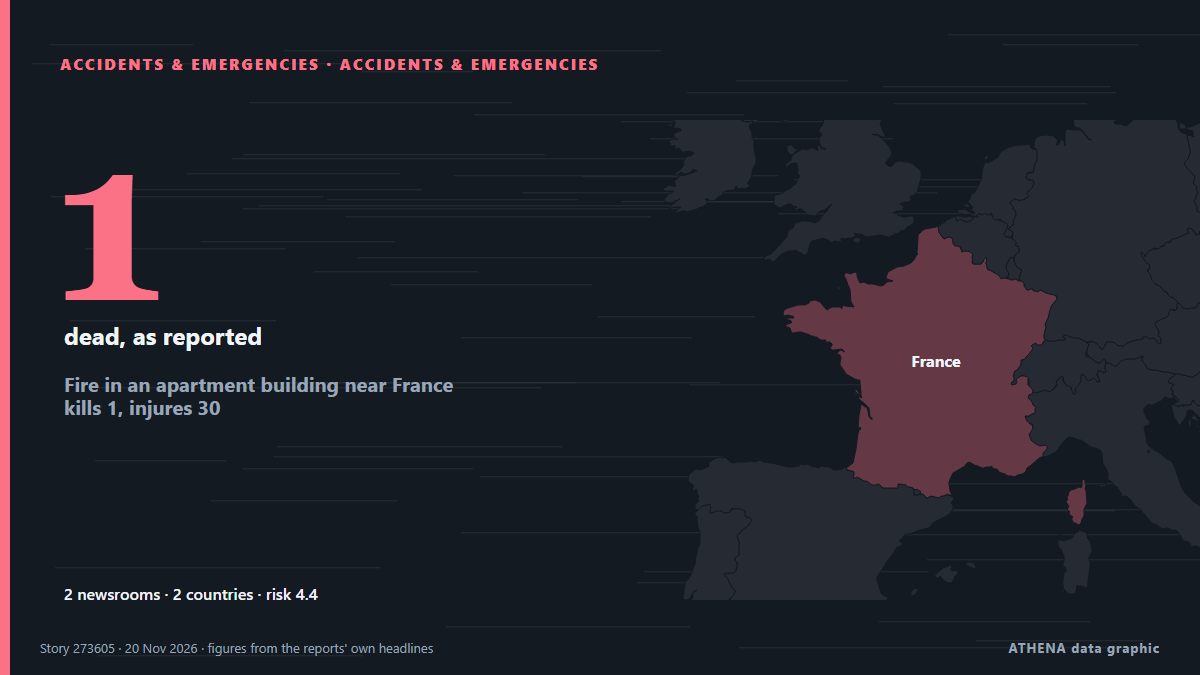 ACCIDENTS & EMERGENCIES · ACCIDENTS & EMERGENCIES
1
dead, as reported
Fire in an apartment building near France
kills 1, injures 30
France
2 newsrooms · 2 countries · risk 4.4
Story 273605 · 20 Nov 2026 · figures from the reports' own headlines
ATHENA data graphic